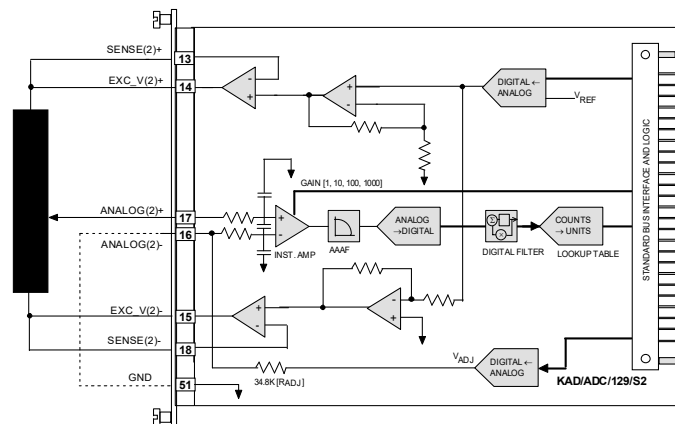 SENSE(2)+
13
EXC_V(2)+
14
DIGITAL ←
ANALOG
VREF
GAIN [1, 10, 100, 1000]
ANALOG(2)+
17
16
ANALOG(2)-
INST. AMP
AAAF
ANALOG
→DIGITAL
DIGITAL FILTER
COUNTS
→ UNITS
LOOKUP TABLE
STANDARD BUS INTERFACE AND LOGIC
EXC_V(2)-
15
SENSE(2)-
18
GND
51
34.8K [RADJ]
VADJ
DIGITAL ←
ANALOG
KAD/ADC/129/S2
+
-
+
-
+
-
+
-
+
-
Σ
×